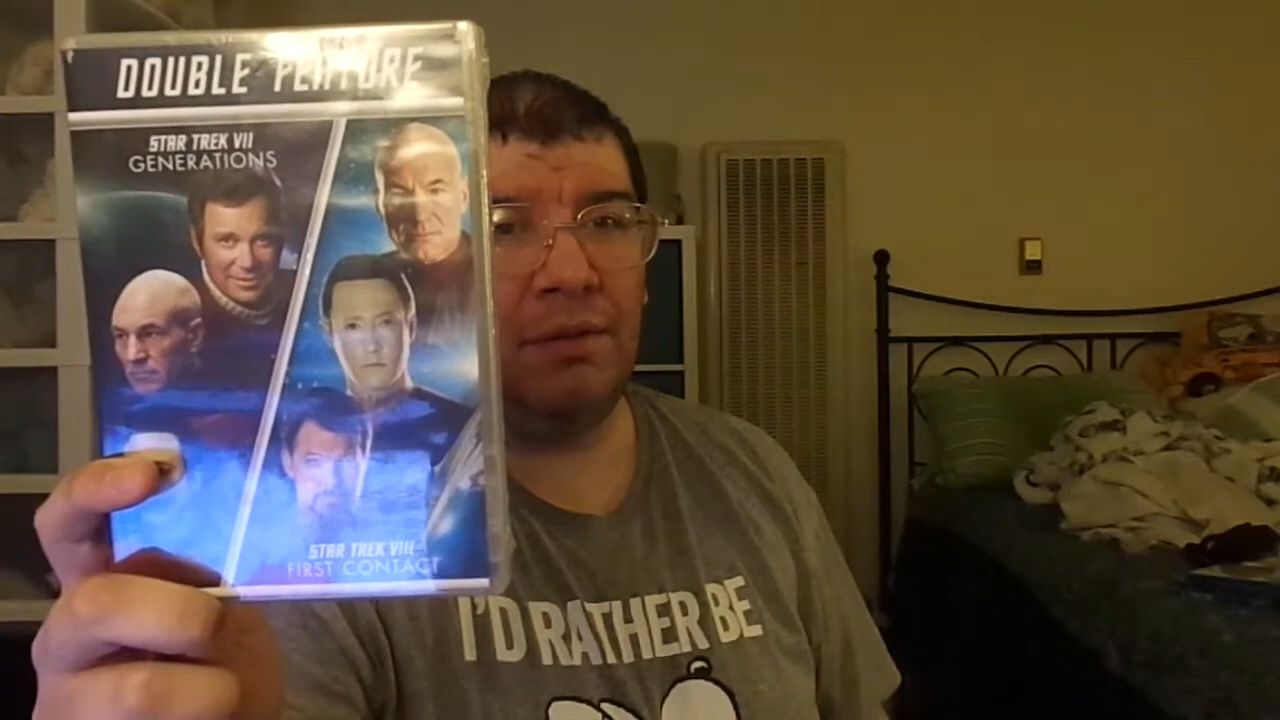 DOUBLE FEATURE
STAR TREK VII
GENERATIONS
STAR TREK VIII
FIRST CONTACT
I'D RATHER BE